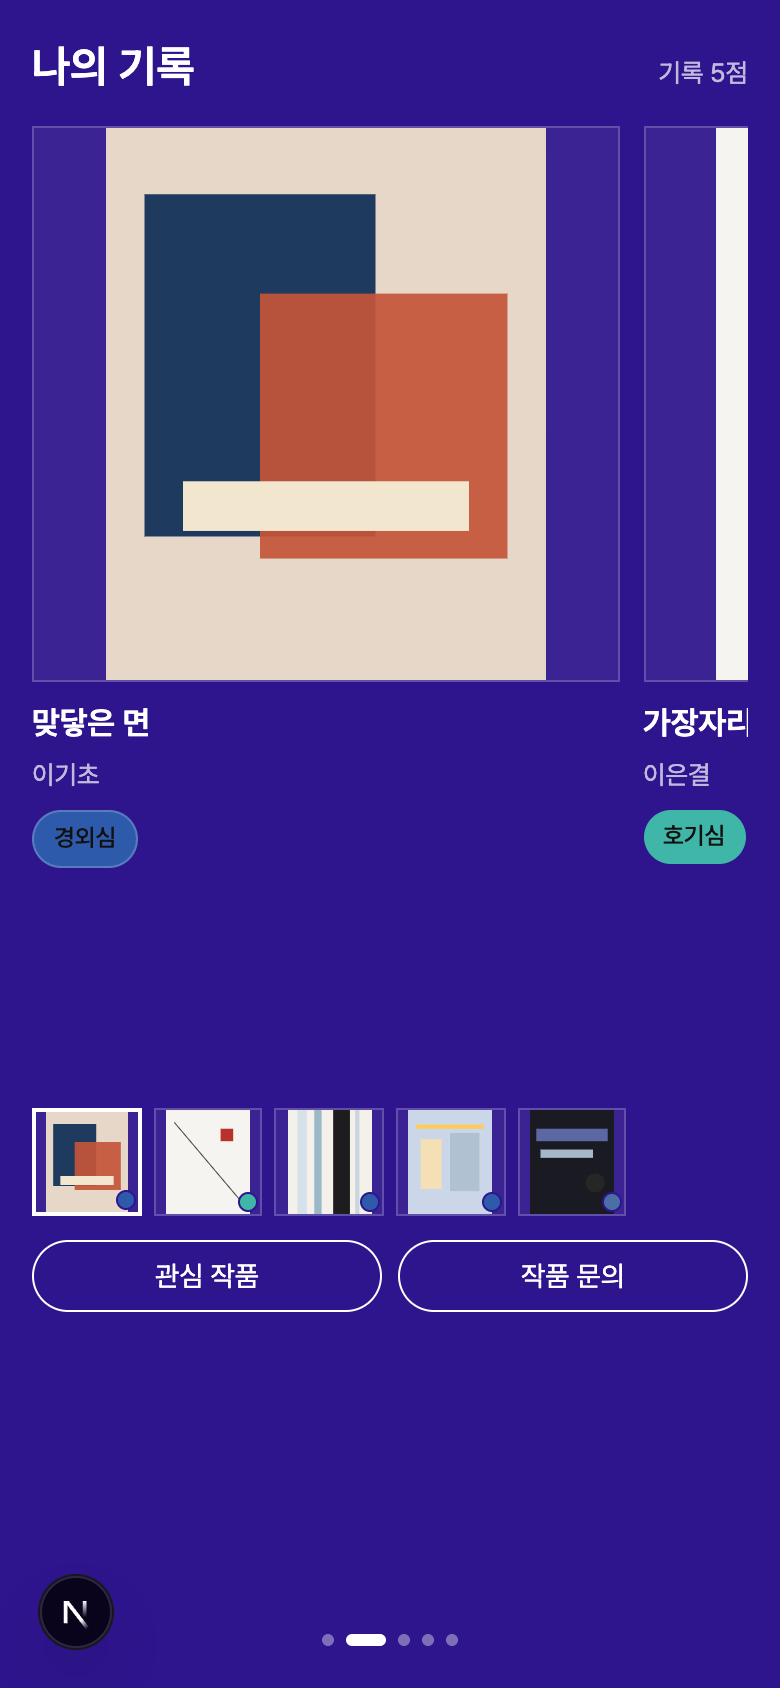 나의 기록
기록 5점
맞닿은 면
이기초
경외심
가장자리
이은결
호기심
관심 작품
작품 문의
N